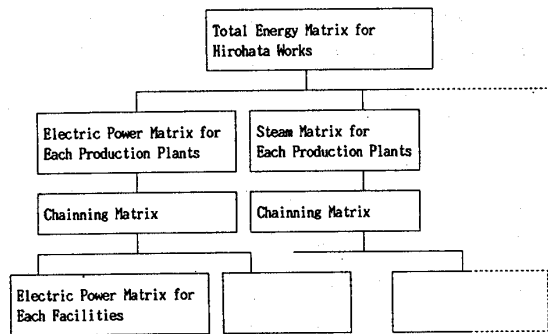 Total Energy Matrix for
Hirohata Works
Electric Power Matrix for
Each Production Plants
Steam Matrix for
Each Production Plants
Chainning Matrix
Chainning Matrix
Electric Power Matrix for
Each Facilities